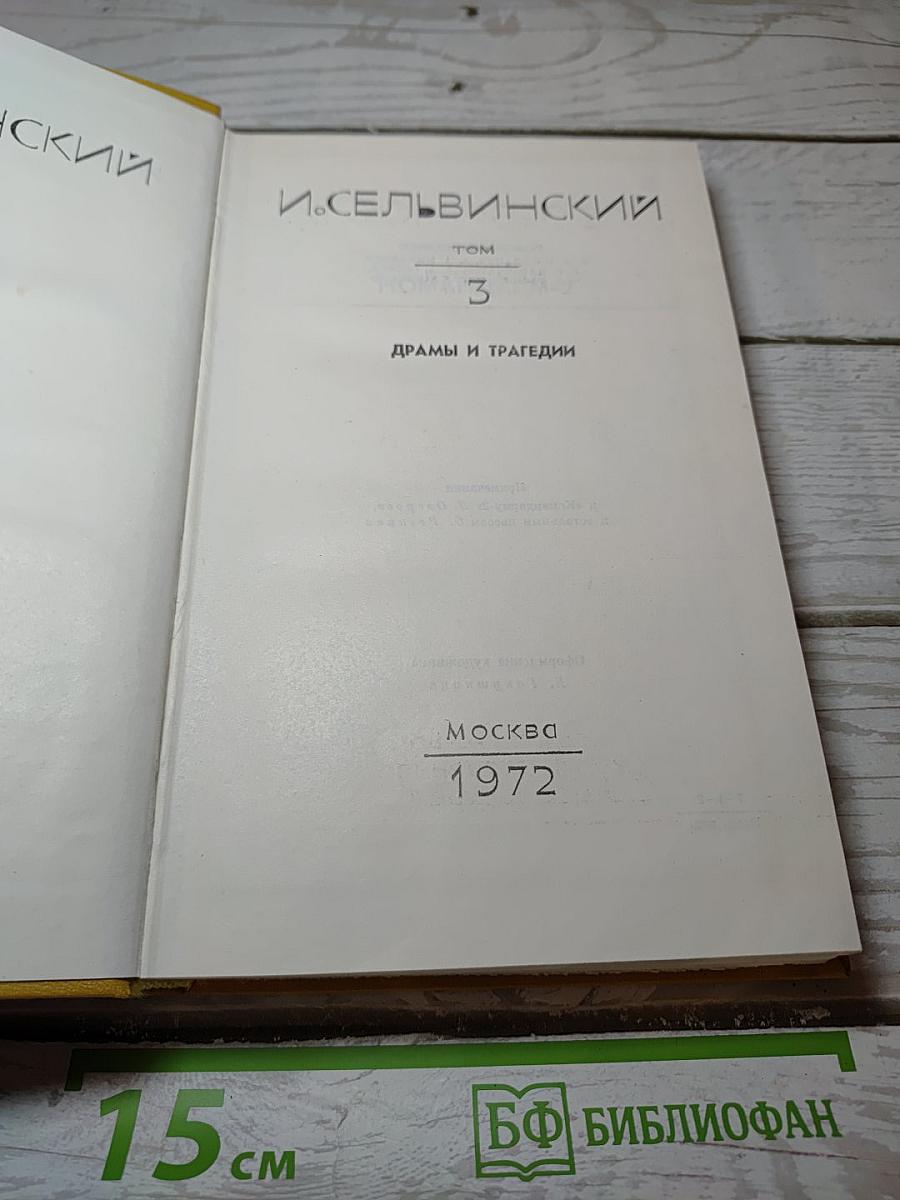 НСКИЙ
И. СЕЛЬВИНСКИЙ
ТОМ
3
ДРАМЫ И ТРАГЕДИИ
Москва
1972
15 см
БФ БИБЛИОФАН